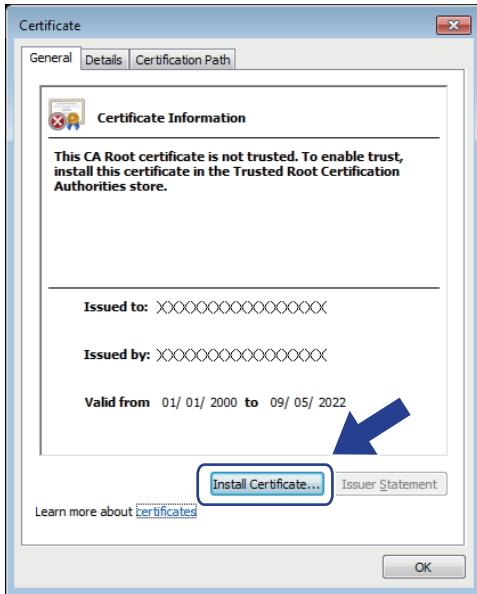 Certificate
General Details Certification Path
Certificate Information
This CA Root certificate is not trusted. To enable trust,
install this certificate in the Trusted Root Certification
Authorities store.
Issued to: XXXXXXXXXXXXXXXXX
Issued by: XXXXXXXXXXXXXXXXX
Valid from 01/ 01/ 2000 to 09/ 05/ 2022
Install Certificate... Issuer Statement
Learn more about certificates
OK